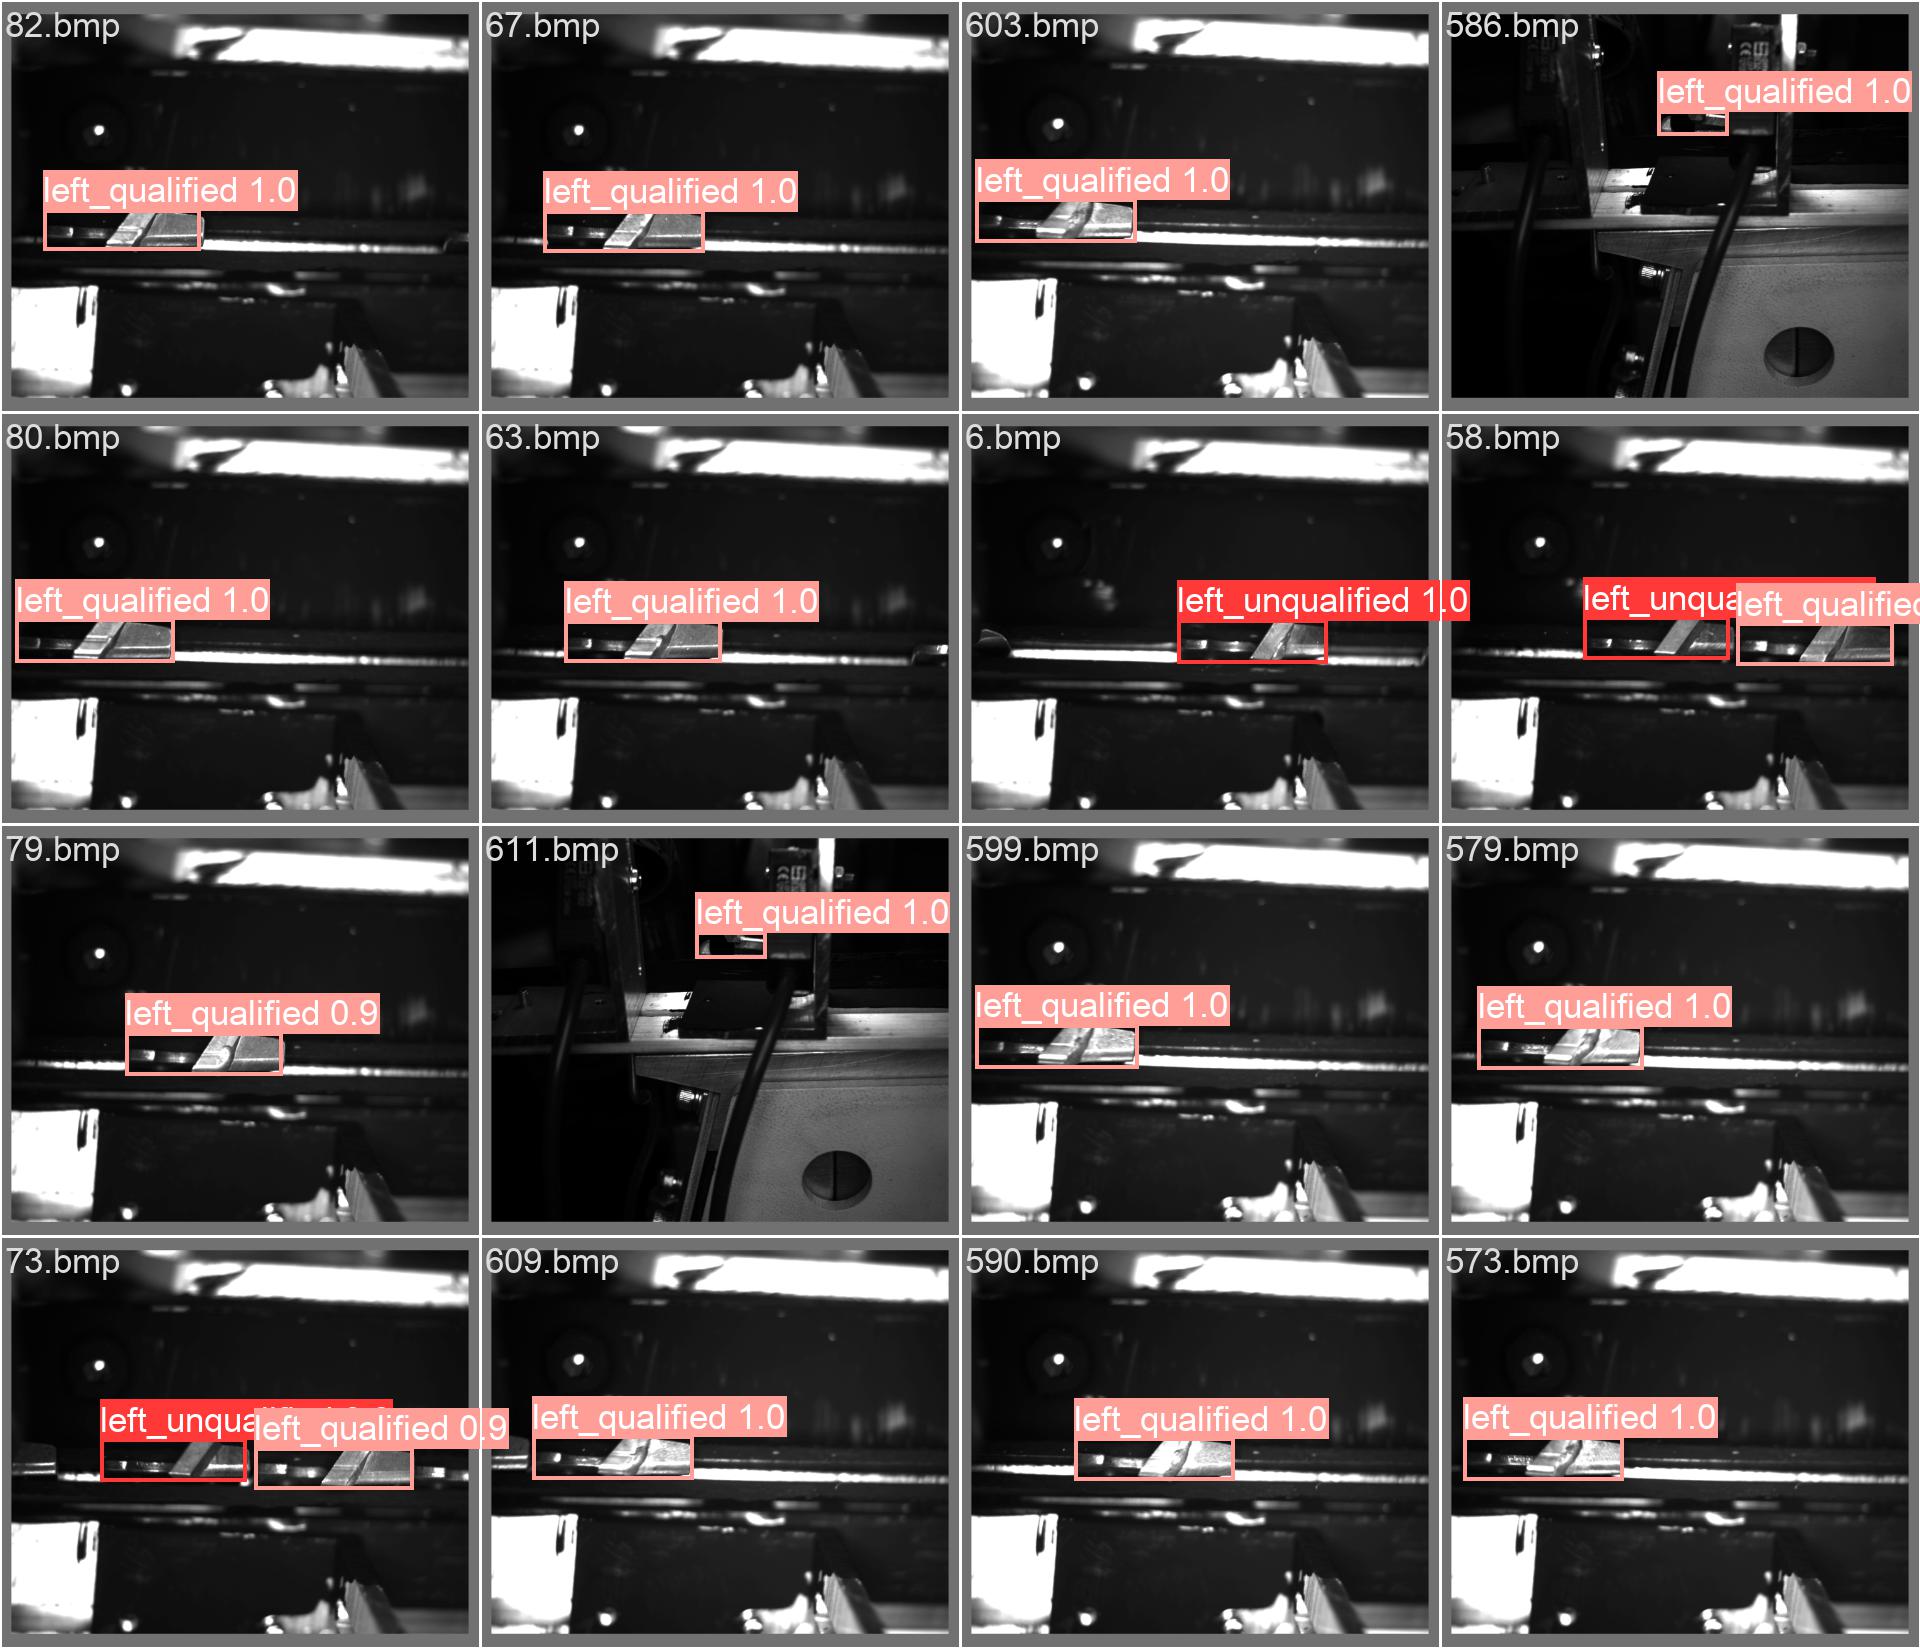 82.bmp
left_qualified 1.0
67.bmp
left_qualified 1.0
603.bmp
left_qualified 1.0
586.bmp
left_qualified 1.0
80.bmp
left_qualified 1.0
63.bmp
left_qualified 1.0
6.bmp
left_unqualified 1.0
58.bmp
left_unqua
left_qualified
79.bmp
left_qualified 0.9
611.bmp
left_qualified 1.0
599.bmp
left_qualified 1.0
579.bmp
left_qualified 1.0
73.bmp
left_unqua
left_qualified 0.9
609.bmp
left_qualified 1.0
590.bmp
left_qualified 1.0
573.bmp
left_qualified 1.0